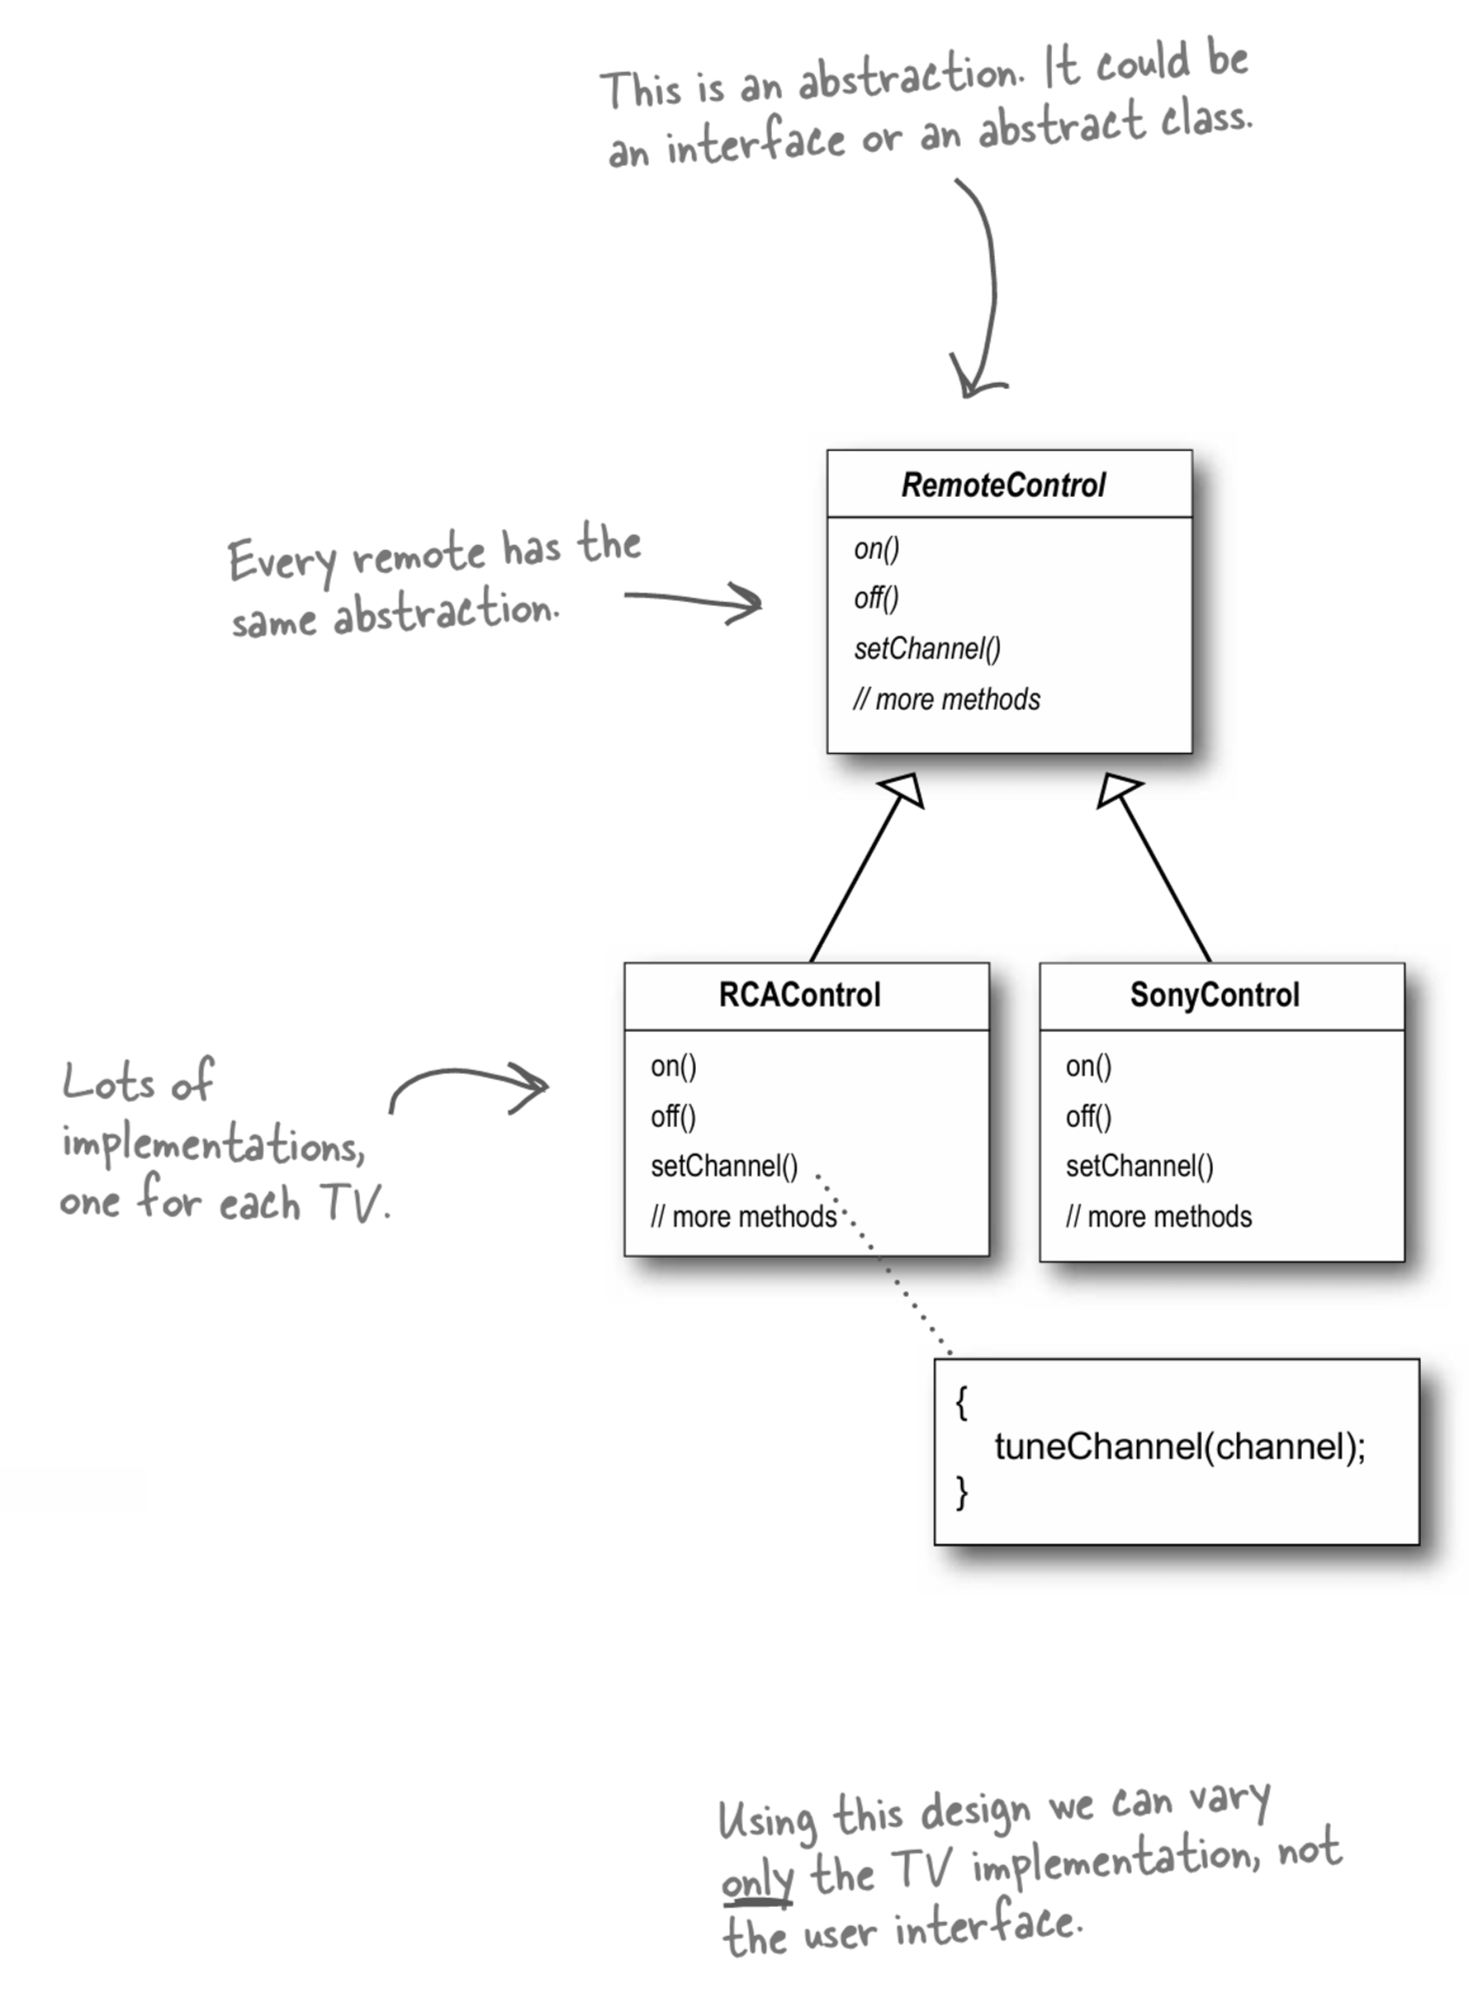 This is an abstraction. It could be
an interface or an abstract class.
RemoteControl
on()
off()
setChannel()
// more methods
Every remote has the
same abstraction.
RCAControl
on()
off()
setChannel()
// more methods
SonyControl
on()
off()
setChannel()
// more methods
Lots of
implementations,
one for each TV.
{
tuneChannel(channel);
}
Using this design we can vary
only the TV implementation, not
the user interface.